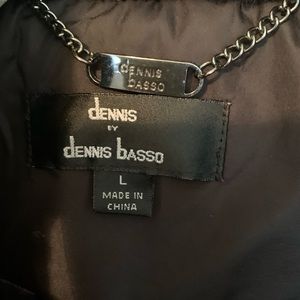 dENNIS
bASSO
dENNIS
BY
dENNIS bASSO
L
MADE IN
CHINA